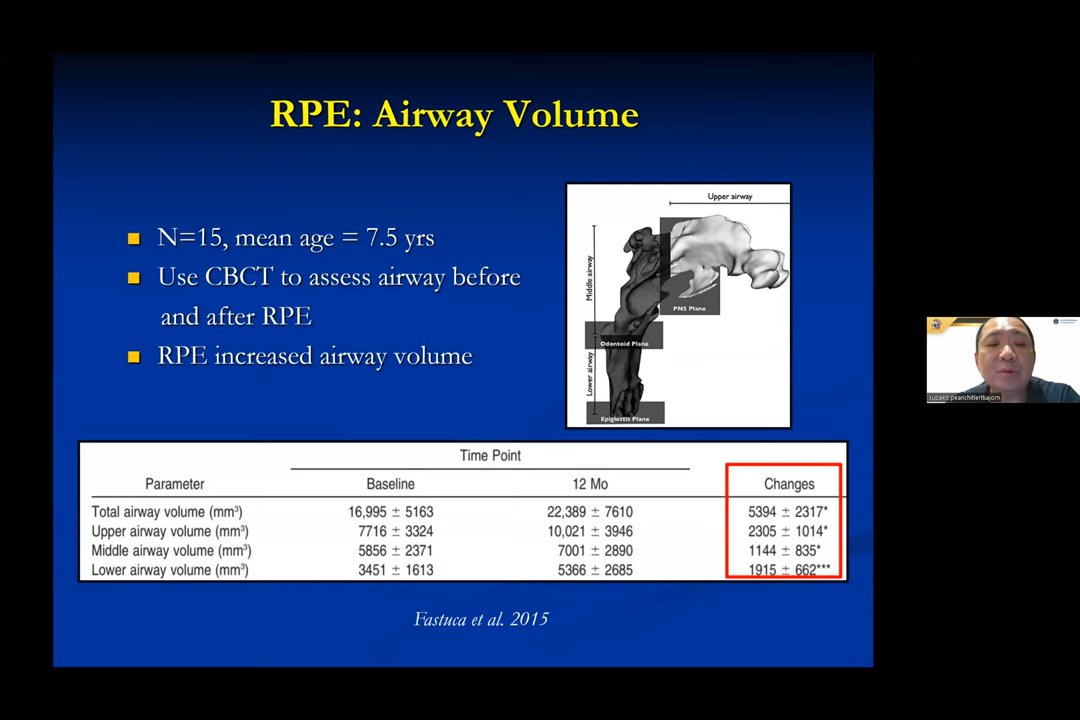 RPE: Airway Volume
N=15, mean age = 7.5 yrs
Use CBCT to assess airway before
and after RPE
RPE increased airway volume
Upper airway
Middle airway
PNS Plane
Odontoid Plane
Lower airway
Epiglottis Plane
Time Point
Parameter Baseline 12 Mo Changes
Total airway volume (mm³) 16,995 ± 5163 22,389 ± 7610 5394 ± 2317*
Upper airway volume (mm³) 7716 ± 3324 10,021 ± 3946 2305 ± 1014*
Middle airway volume (mm³) 5856 ± 2371 7001 ± 2890 1144 ± 835*
Lower airway volume (mm³) 3451 ± 1613 5366 ± 2685 1915 ± 662***
Fastuca et al. 2015
supakit peanchitlertkajorn